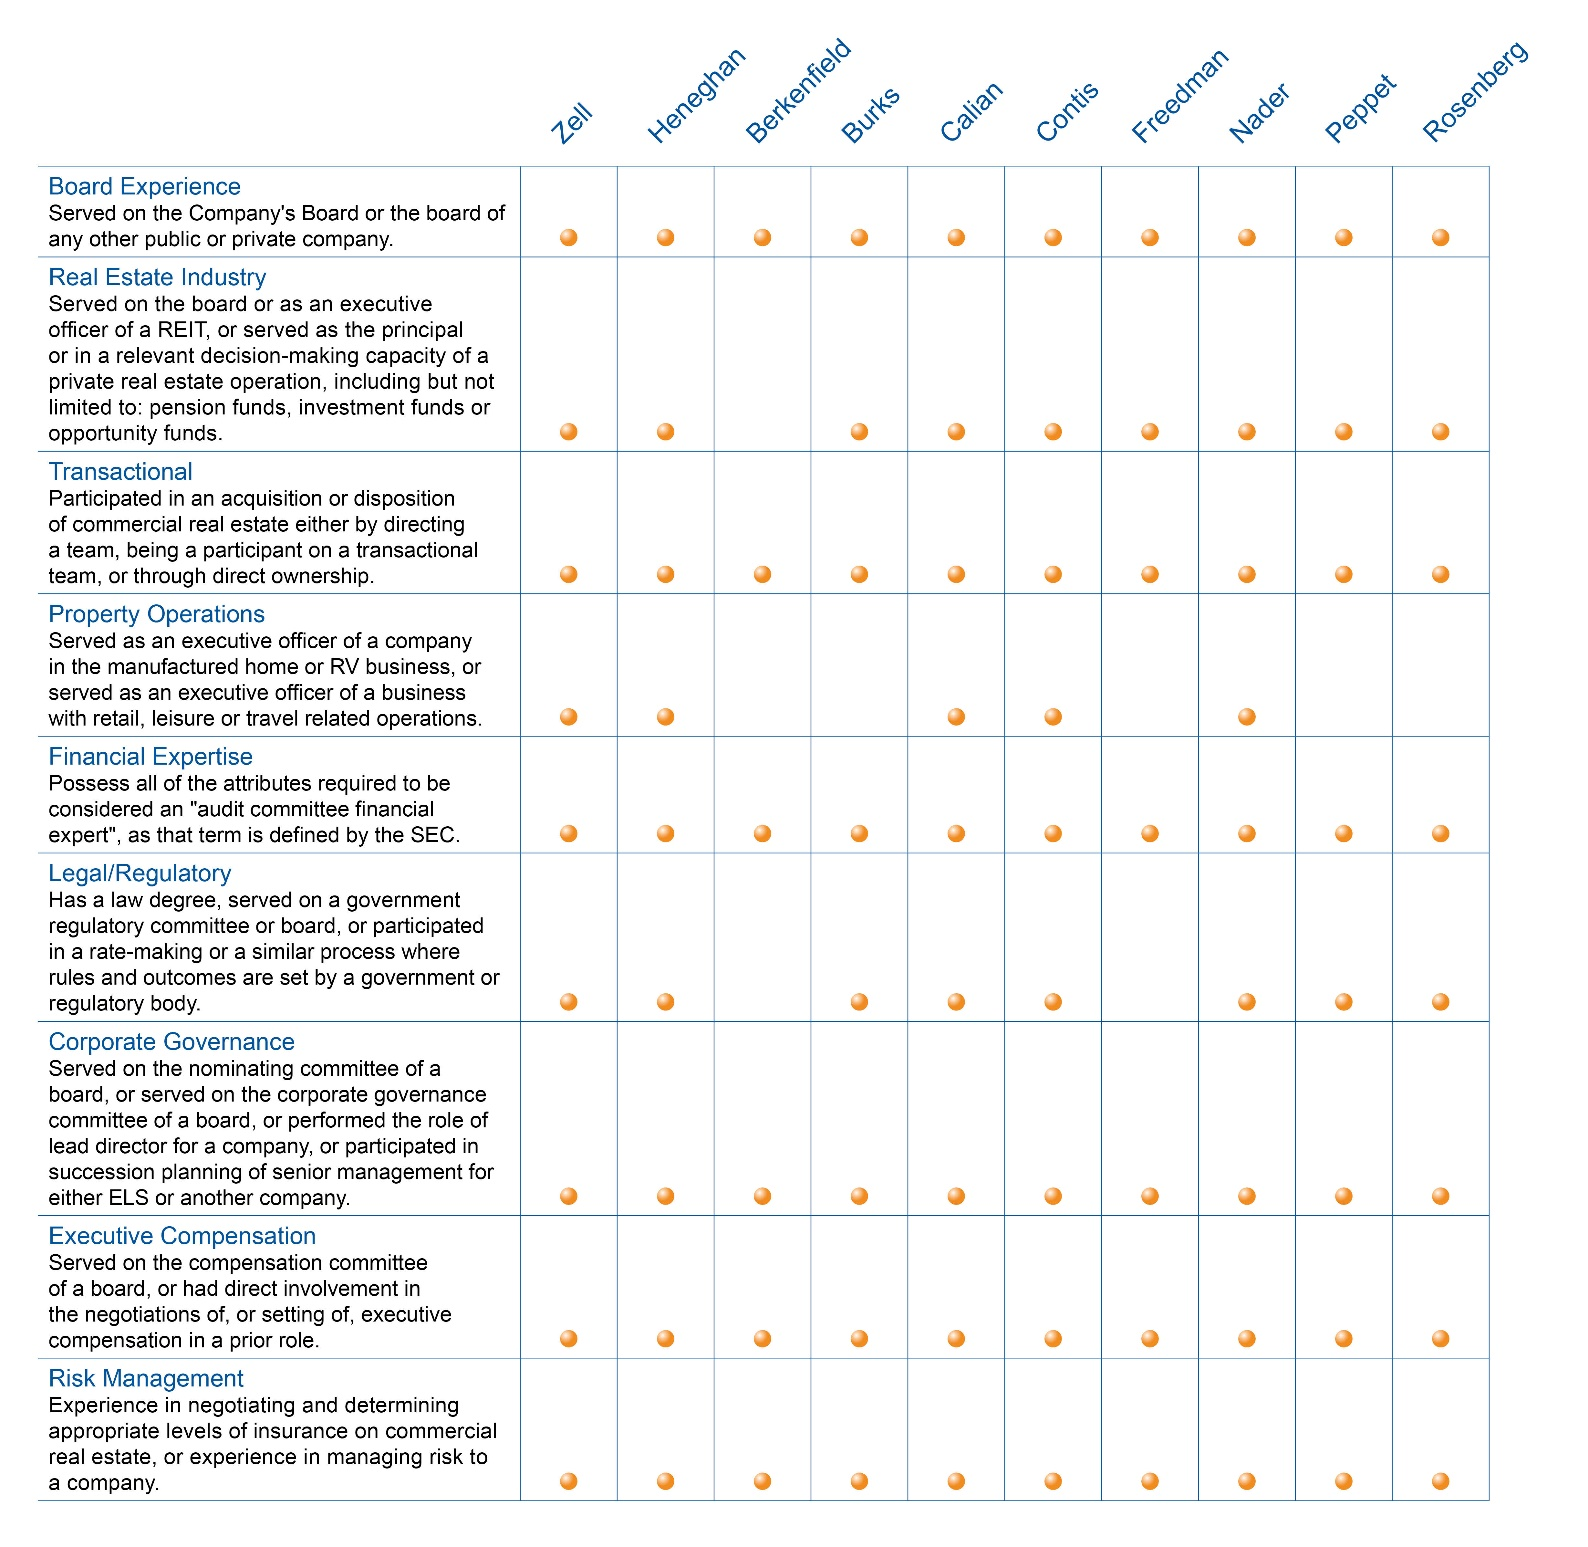 Zell
Heneghan
Berkenfield
Burks
Calian
Contis
Freedman
Nader
Peppet
Rosenberg
Board Experience
Served on the Company's Board or the board of
any other public or private company.
Real Estate Industry
Served on the board or as an executive
officer of a REIT, or served as the principal
or in a relevant decision-making capacity of a
private real estate operation, including but not
limited to: pension funds, investment funds or
opportunity funds.
Transactional
Participated in an acquisition or disposition
of commercial real estate either by directing
a team, being a participant on a transactional
team, or through direct ownership.
Property Operations
Served as an executive officer of a company
in the manufactured home or RV business, or
served as an executive officer of a business
with retail, leisure or travel related operations.
Financial Expertise
Possess all of the attributes required to be
considered an "audit committee financial
expert", as that term is defined by the SEC.
Legal/Regulatory
Has a law degree, served on a government
regulatory committee or board, or participated
in a rate-making or a similar process where
rules and outcomes are set by a government or
regulatory body.
Corporate Governance
Served on the nominating committee of a
board, or served on the corporate governance
committee of a board, or performed the role of
lead director for a company, or participated in
succession planning of senior management for
either ELS or another company.
Executive Compensation
Served on the compensation committee
of a board, or had direct involvement in
the negotiations of, or setting of, executive
compensation in a prior role.
Risk Management
Experience in negotiating and determining
appropriate levels of insurance on commercial
real estate, or experience in managing risk to
a company.